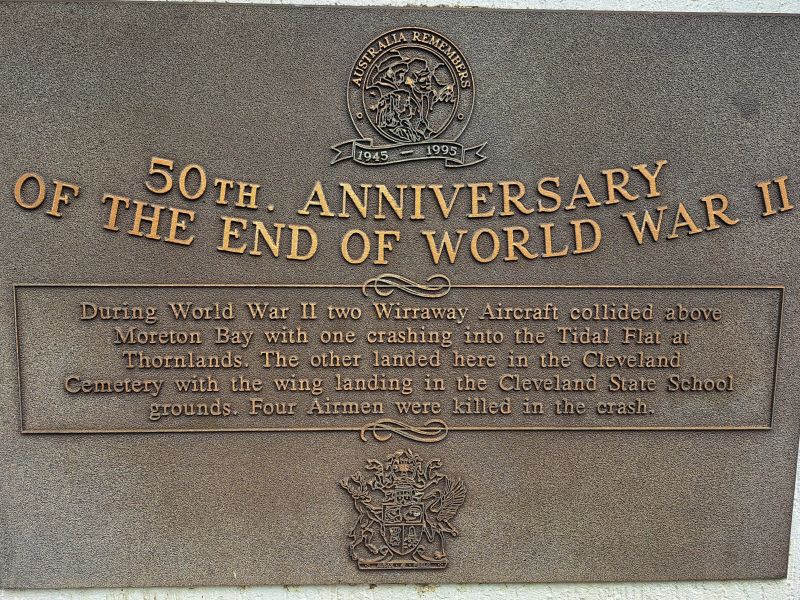 AUSTRALIA REMEMBERS
1945 — 1995
50TH. ANNIVERSARY
OF THE END OF WORLD WAR II
During World War II two Wirraway Aircraft collided above
Moreton Bay with one crashing into the Tidal Flat at
Thornlands. The other landed here in the Cleveland
Cemetery with the wing landing in the Cleveland State School
grounds. Four Airmen were killed in the crash.